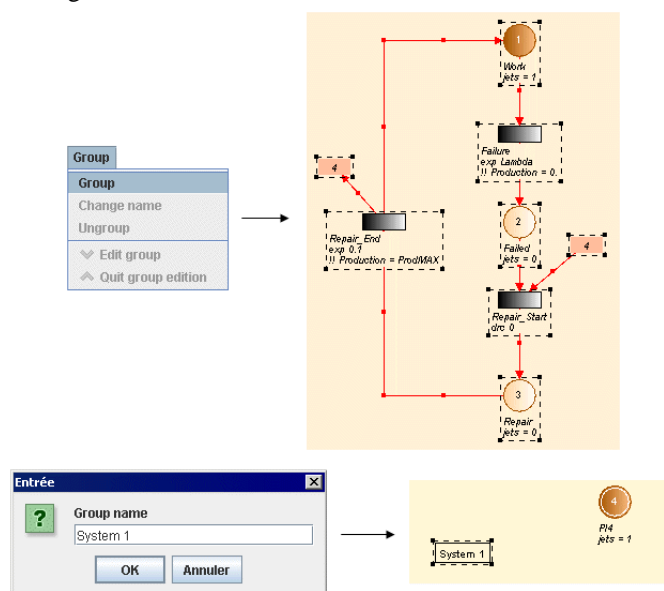 Group
Group
Change name
Ungroup
Edit group
Quit group edition
1
Work
jets = 1
Failure
exp Lambda
!! Production = 0.
4
Repair_End
exp 0.1
!! Production = ProdMAX
2
Failed
jets = 0
4
Repair_Start
drc 0
3
Repair
jets = 0
Entrée
Group name
System 1
OK
Annuler
System 1
4
Pl4
jets = 1